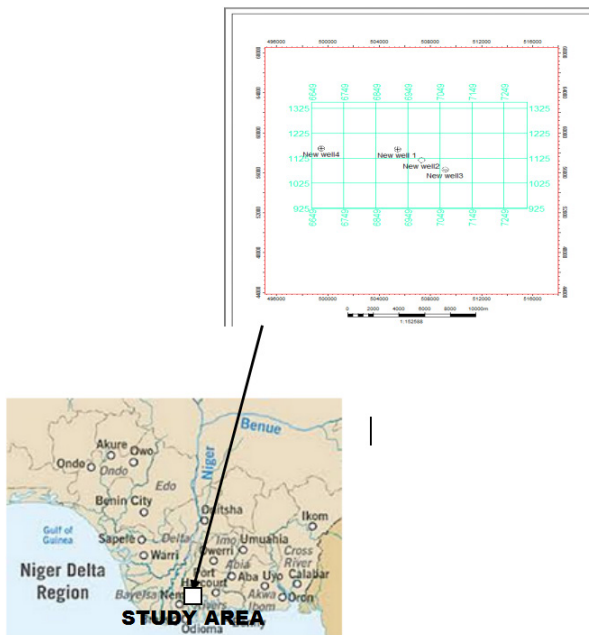 496000 500000 504000 508000 512000 516000
6649 6749 6849 6949 7049 7149 7249
1325 1325
1225 1225
New well4 New well 1
1125 New well2 1125
New well3
1025 1025
925 925
6649 6749 6849 6949 7049 7149 7249
496000 500000 504000 508000 512000 516000
0 2000 4000 6000 8000 10000m
Benue
Niger
Akure
Owo
Ondo Ondo
Edo
Benin City
Onitsha
Ikom
Gulf of
Guinea
Sapele Delta Imo Umuahia
Cross
River
Warri Owerri
Abia
Niger Delta
Region
Port
Harcourt
Aba Uyo Calabar
Bayelsa
Akwa
Ibom
Oron
Rivers
STUDY AREA
Odioma